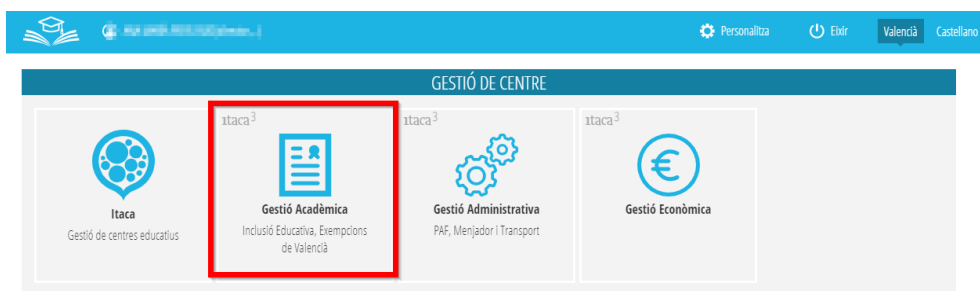 Personalitza
Eixir
Valencià
Castellano
GESTIÓ DE CENTRE
ıtaca3
ıtaca3
ıtaca3
Itaca
Gestió de centres educatius
Gestió Acadèmica
Inclusió Educativa, Exempcions
de Valencià
Gestió Administrativa
PAF, Menjador i Transport
€
Gestió Econòmica